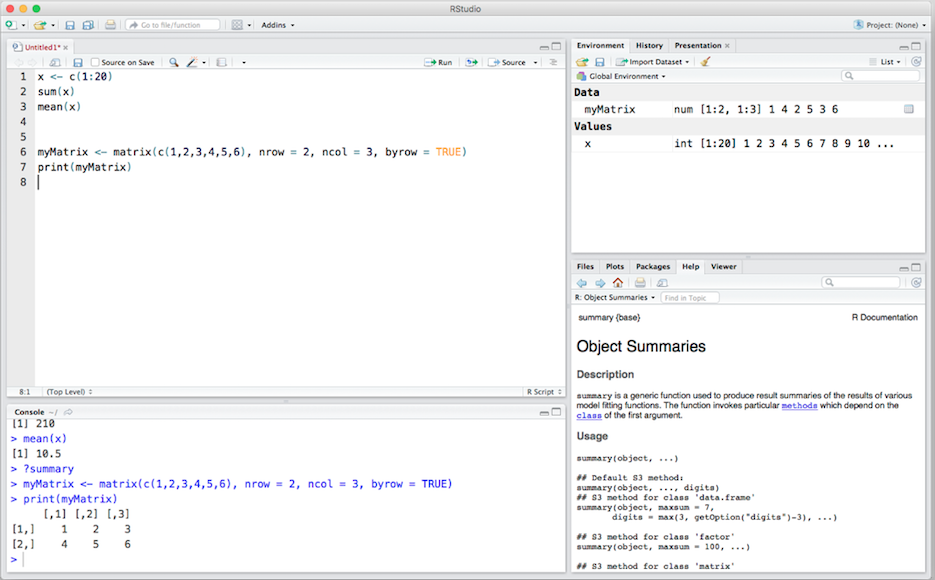 RStudio
Go to file/function
Addins
Project: (None)
Untitled1*
Source on Save
Run
Source
1 x <- c(1:20)
2 sum(x)
3 mean(x)
4
5
6 myMatrix <- matrix(c(1,2,3,4,5,6), nrow = 2, ncol = 3, byrow = TRUE)
7 print(myMatrix)
8
8:1 (Top Level) R Script
Console ~/
[1] 210
> mean(x)
[1] 10.5
> ?summary
> myMatrix <- matrix(c(1,2,3,4,5,6), nrow = 2, ncol = 3, byrow = TRUE)
> print(myMatrix)
[,1] [,2] [,3]
[1,] 1 2 3
[2,] 4 5 6
>
Environment History Presentation
Import Dataset List
Global Environment
Data
myMatrix num [1:2, 1:3] 1 4 2 5 3 6
Values
x int [1:20] 1 2 3 4 5 6 7 8 9 10 ...
Files Plots Packages Help Viewer
R: Object Summaries Find in Topic
summary {base} R Documentation
Object Summaries
Description
summary is a generic function used to produce result summaries of the results of various
model fitting functions. The function invokes particular methods which depend on the
class of the first argument.
Usage
summary(object, ...)
## Default S3 method:
summary(object, ..., digits)
## S3 method for class 'data.frame'
summary(object, maxsum = 7,
digits = max(3, getOption("digits")-3), ...)
## S3 method for class 'factor'
summary(object, maxsum = 100, ...)
## S3 method for class 'matrix'